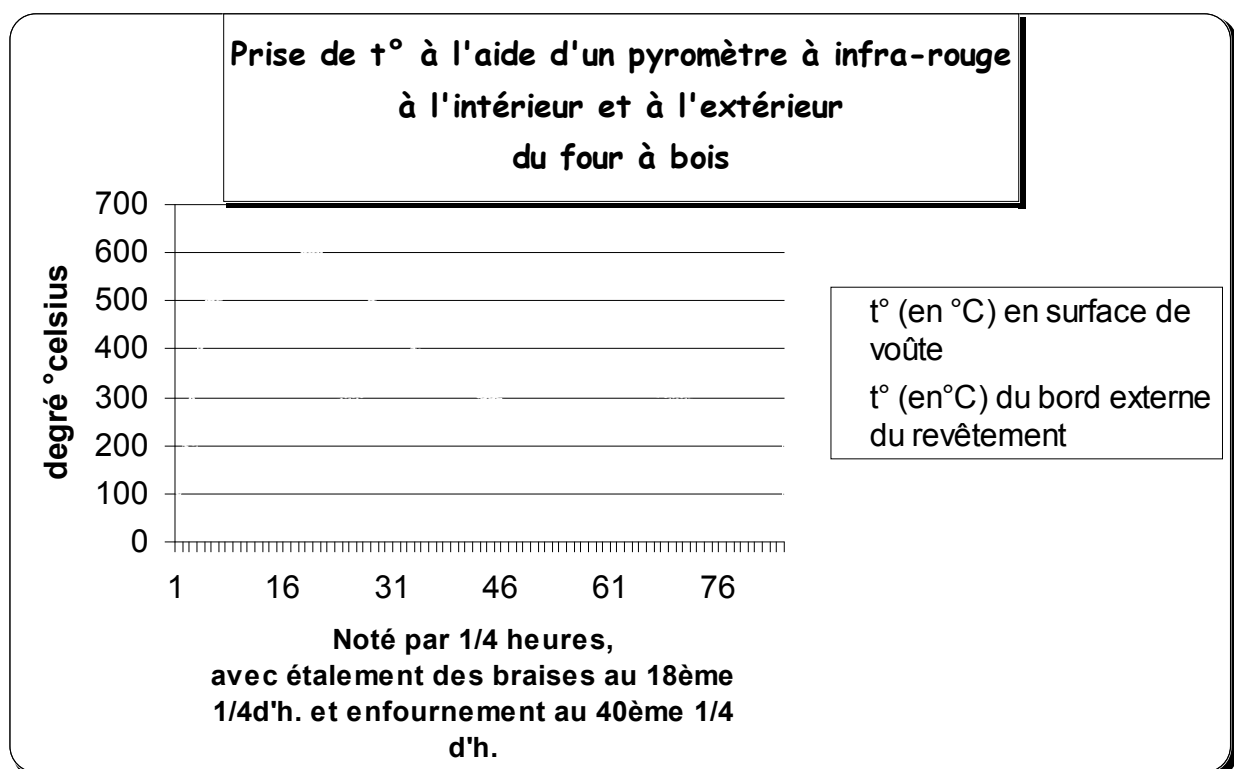 Prise de t° à l'aide d'un pyromètre à infra-rouge
à l'intérieur et à l'extérieur
du four à bois
700
600
500
400
300
200
100
0
degré °celsius
1 16 31 46 61 76
Noté par 1/4 heures,
avec étalement des braises au 18ème
1/4d'h. et enfournement au 40ème 1/4
d'h.
t° (en °C) en surface de
voûte
t° (en°C) du bord externe
du revêtement